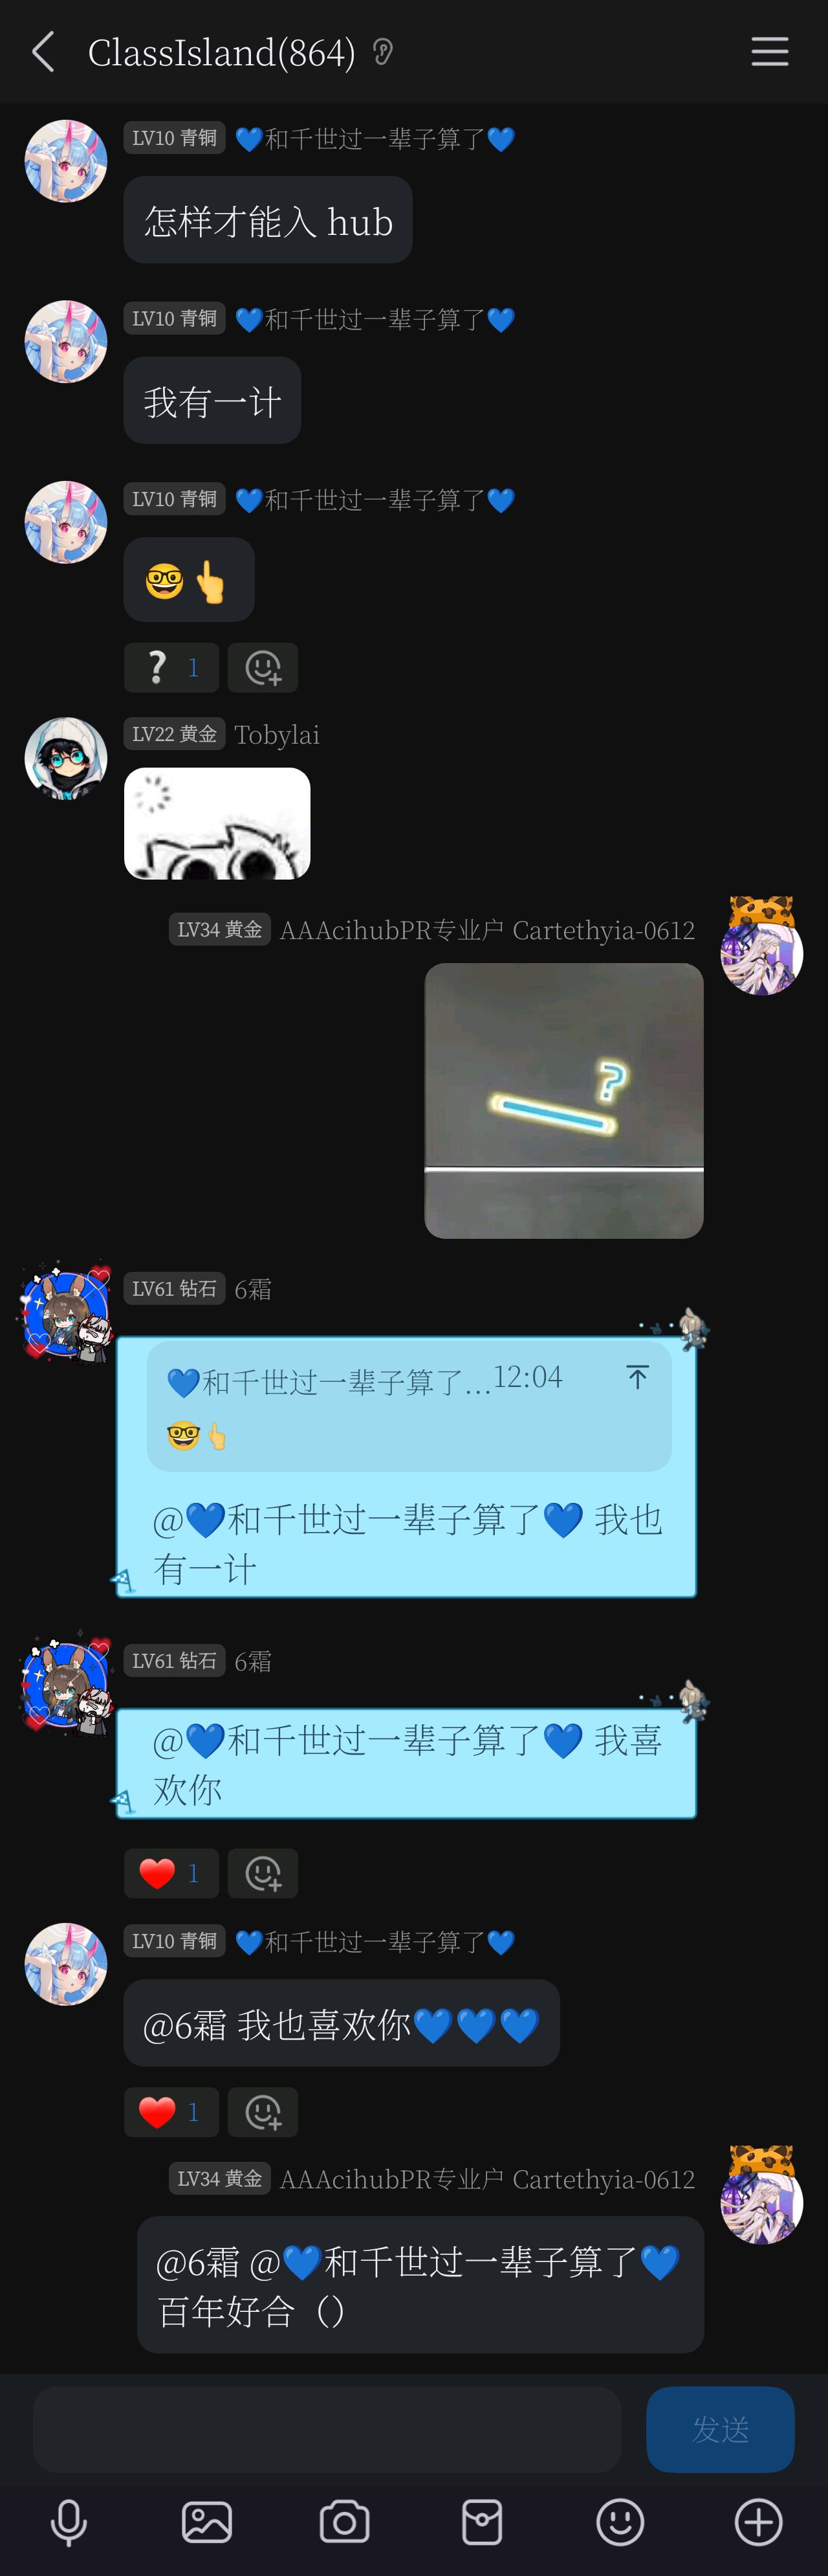 ClassIsland(864)
LV10 青铜 💙和千世过一辈子算了💙
怎样才能入 hub
LV10 青铜 💙和千世过一辈子算了💙
我有一计
LV10 青铜 💙和千世过一辈子算了💙
🤓👆
❔ 1
LV22 黄金 Tobylai
LV34 黄金 AAAcihubPR专业户 Cartethyia-0612
?
LV61 钻石 6霜
💙和千世过一辈子算了...12:04
🤓👆
@💙和千世过一辈子算了💙 我也
有一计
LV61 钻石 6霜
@💙和千世过一辈子算了💙 我喜
欢你
❤️ 1
LV10 青铜 💙和千世过一辈子算了💙
@6霜 我也喜欢你💙💙💙
❤️ 1
LV34 黄金 AAAcihubPR专业户 Cartethyia-0612
@6霜 @💙和千世过一辈子算了💙
百年好合（）
发送